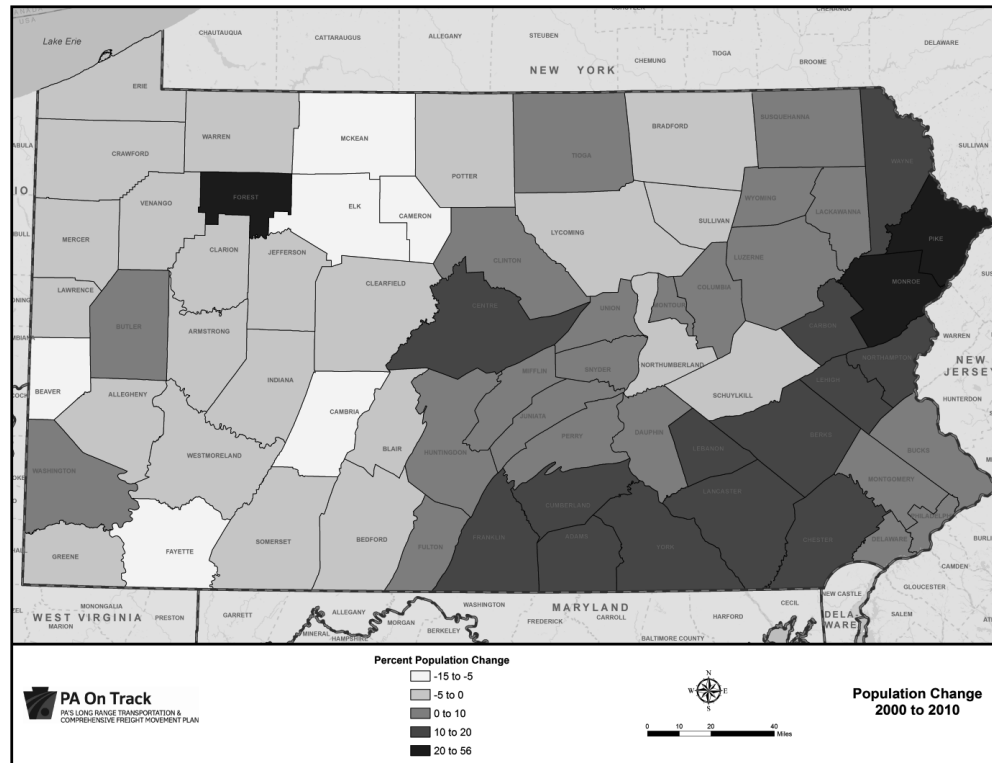 CHENANGO
Lake Erie
CHAUTAUQUA
CATTARAUGUS
ALLEGANY
STEUBEN
CHEMUNG
TIOGA
BROOME
DELAWARE
NEW YORK
ERIE
WARREN
MCKEAN
POTTER
TIOGA
BRADFORD
SUSQUEHANNA
WAYNE
SULLIVAN
CRAWFORD
FOREST
ELK
CAMERON
VENANGO
MERCER
CLARION
JEFFERSON
CLINTON
LYCOMING
SULLIVAN
WYOMING
LACKAWANNA
PIKE
LUZERNE
MONROE
LAWRENCE
BUTLER
ARMSTRONG
CLEARFIELD
CENTRE
UNION
MONTOUR
COLUMBIA
CARBON
WARREN
NEW
JERSEY
HUNTERDON
BEAVER
ALLEGHENY
INDIANA
CAMBRIA
BLAIR
MIFFLIN
SNYDER
NORTHUMBERLAND
SCHUYLKILL
NORTHAMPTON
LEHIGH
HUNTINGDON
JUNIATA
PERRY
DAUPHIN
LEBANON
BERKS
BUCKS
MONTGOMERY
PHILADELPHIA
WASHINGTON
WESTMORELAND
CUMBERLAND
LANCASTER
CHESTER
DELAWARE
GREENE
FAYETTE
SOMERSET
BEDFORD
FULTON
FRANKLIN
ADAMS
YORK
CAMDEN
GLOUCESTER
SALEM
NEW CASTLE
DELA-
WARE
WEST VIRGINIA
MONONGALIA
MARION
PRESTON
GARRETT
ALLEGANY
MINERAL
HAMPSHIRE
MORGAN
BERKELEY
WASHINGTON
MARYLAND
FREDERICK
CARROLL
BALTIMORE COUNTY
HARFORD
CECIL
PA On Track
PA'S LONG RANGE TRANSPORTATION &
COMPREHENSIVE FREIGHT MOVEMENT PLAN
Percent Population Change
-15 to -5
-5 to 0
0 to 10
10 to 20
20 to 56
N
W E
S
0 10 20 40
Miles
Population Change
2000 to 2010